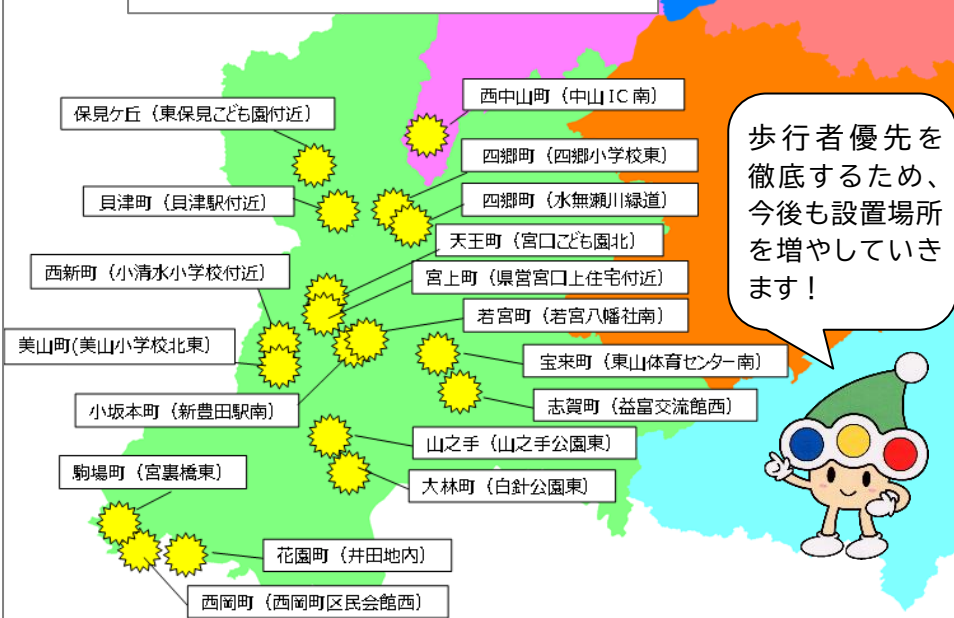 西中山町（中山IC南）
保見ケ丘（東保見こども園付近）
四郷町（四郷小学校東）
貝津町（貝津駅付近）
四郷町（水無瀬川緑道）
天王町（宮口こども園北）
西新町（小清水小学校付近）
宮上町（県営宮口上住宅付近）
若宮町（若宮八幡社南）
美山町(美山小学校北東）
宝来町（東山体育センター南）
小坂本町（新豊田駅南）
志賀町（益富交流館西）
山之手（山之手公園東）
駒場町（宮裏橋東）
大林町（白針公園東）
花園町（井田地内）
西岡町（西岡町区民会館西）
歩行者優先を
徹底するため、
今後も設置場所
を増やしていき
ます！